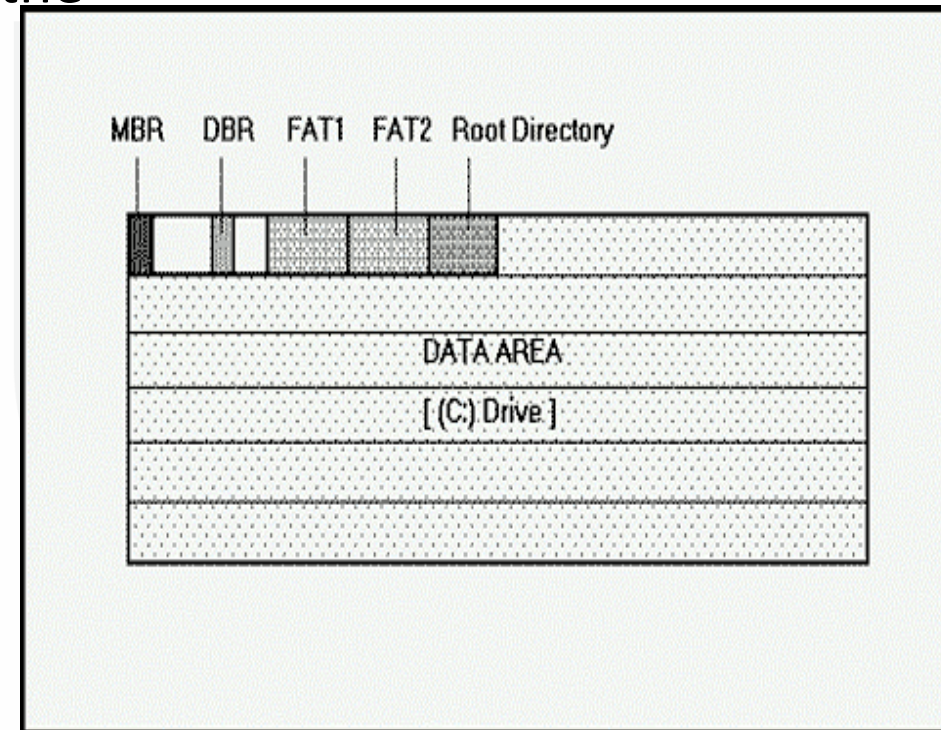 MBR DBR FAT1 FAT2 Root Directory
DATA AREA
[ (C:) Drive ]